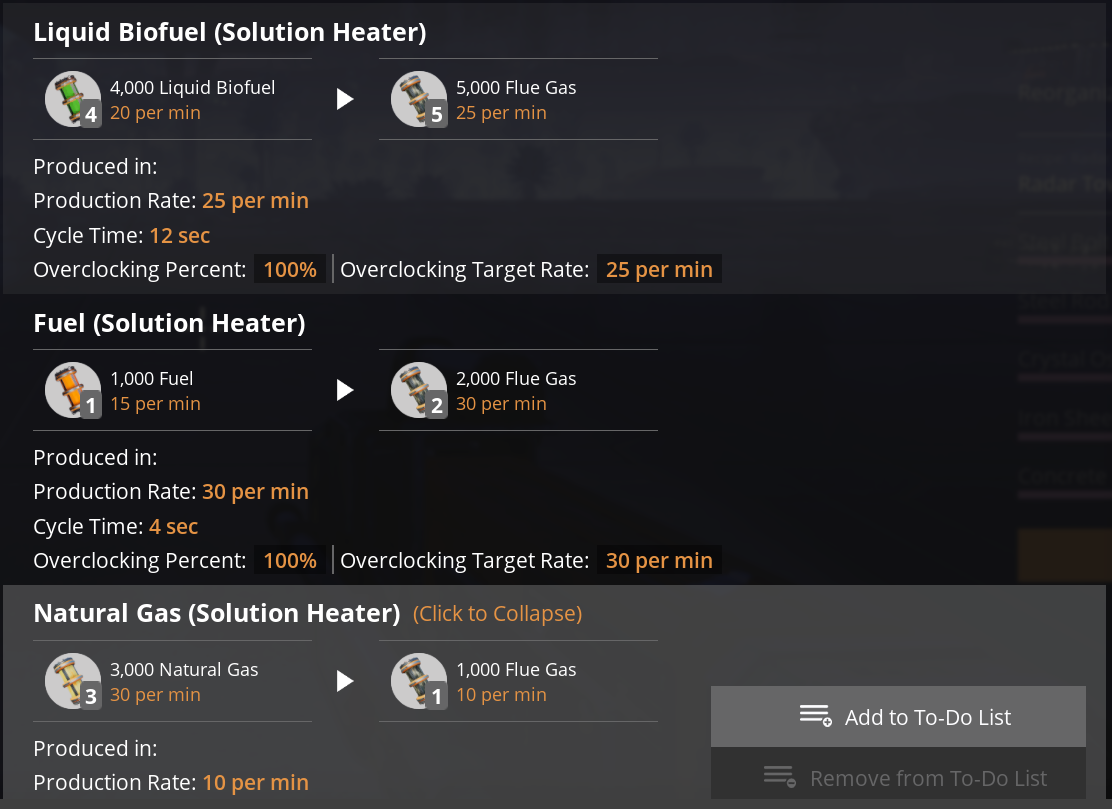 Liquid Biofuel (Solution Heater)
4 4,000 Liquid Biofuel
20 per min
5 5,000 Flue Gas
25 per min
Produced in:
Production Rate: 25 per min
Cycle Time: 12 sec
Overclocking Percent: 100% Overclocking Target Rate: 25 per min
Fuel (Solution Heater)
1 1,000 Fuel
15 per min
2 2,000 Flue Gas
30 per min
Produced in:
Production Rate: 30 per min
Cycle Time: 4 sec
Overclocking Percent: 100% Overclocking Target Rate: 30 per min
Natural Gas (Solution Heater) (Click to Collapse)
3 3,000 Natural Gas
30 per min
1 1,000 Flue Gas
10 per min
Produced in:
Production Rate: 10 per min
Add to To-Do List
Remove from To-Do List
Radar To
Concrete